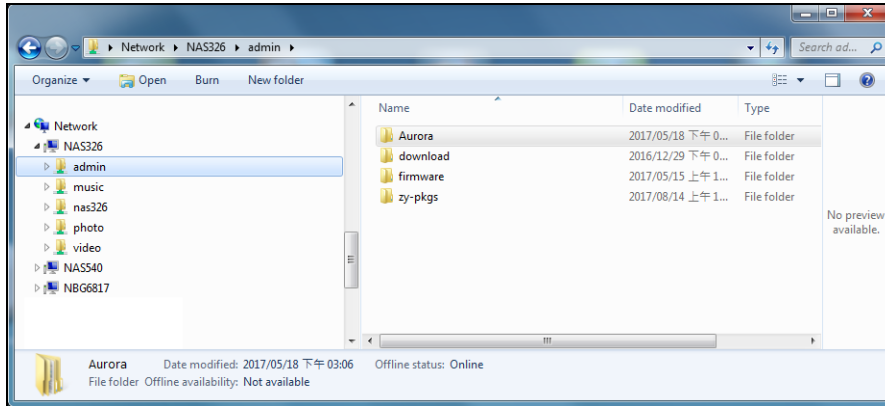 Network ▸ NAS326 ▸ admin ▸
Search ad...
Organize ▼ Open Burn New folder
Network
NAS326
admin
music
nas326
photo
video
NAS540
NBG6817
Name Date modified Type
Aurora 2017/05/18 下午 0... File folder
download 2016/12/29 下午 0... File folder
firmware 2017/05/15 上午 1... File folder
zy-pkgs 2017/08/14 上午 1... File folder
No preview
available.
Aurora Date modified: 2017/05/18 下午 03:06 Offline status: Online
File folder Offline availability: Not available